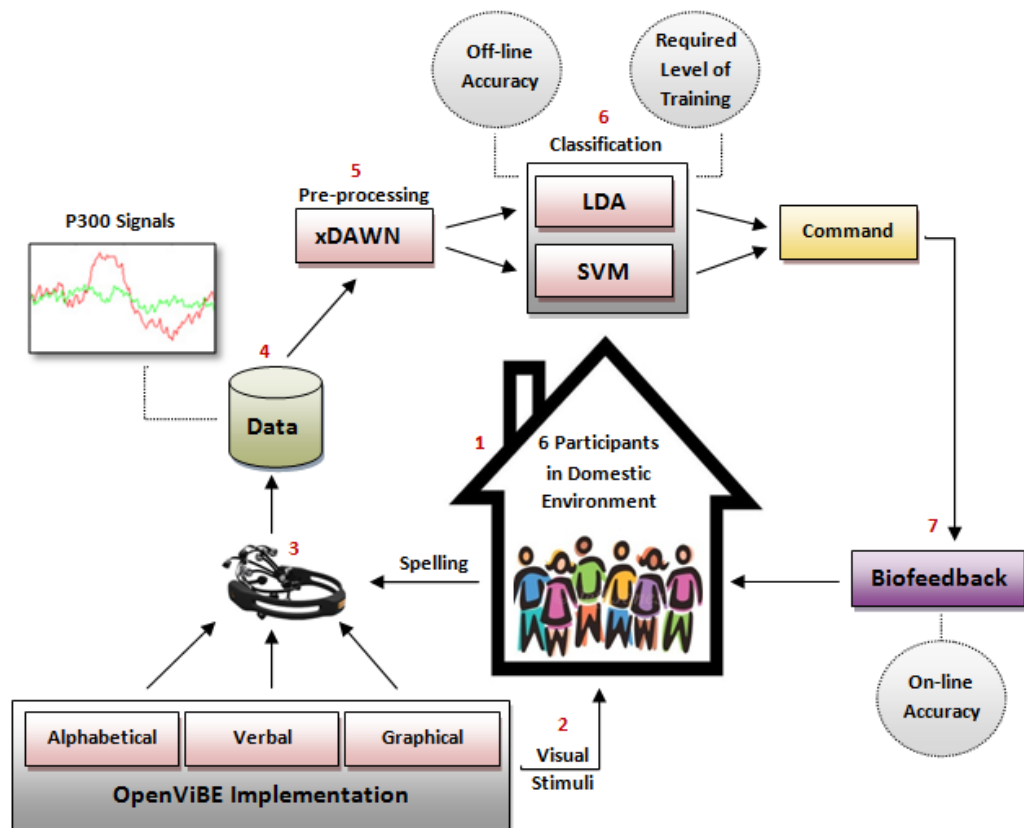 Off-line
Accuracy
Required
Level of
Training
6
Classification
5
Pre-processing
P300 Signals
xDAWN
LDA
SVM
Command
4
Data
1
6 Participants
in Domestic
Environment
3
Spelling
7
Biofeedback
On-line
Accuracy
Alphabetical
Verbal
Graphical
OpenViBE Implementation
2
Visual
Stimuli